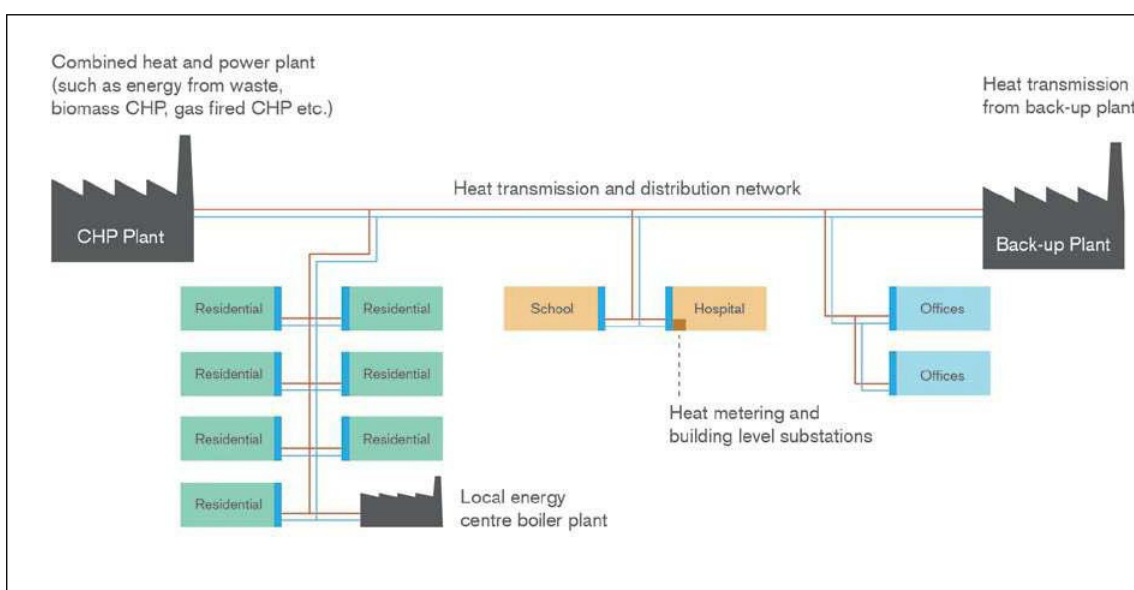 Combined heat and power plant
(such as energy from waste,
biomass CHP, gas fired CHP etc.)
Heat transmission
from back-up plant
Heat transmission and distribution network
CHP Plant
Back-up Plant
Residential
Residential
School
Hospital
Offices
Residential
Residential
Offices
Heat metering and
building level substations
Residential
Residential
Residential
Local energy
centre boiler plant